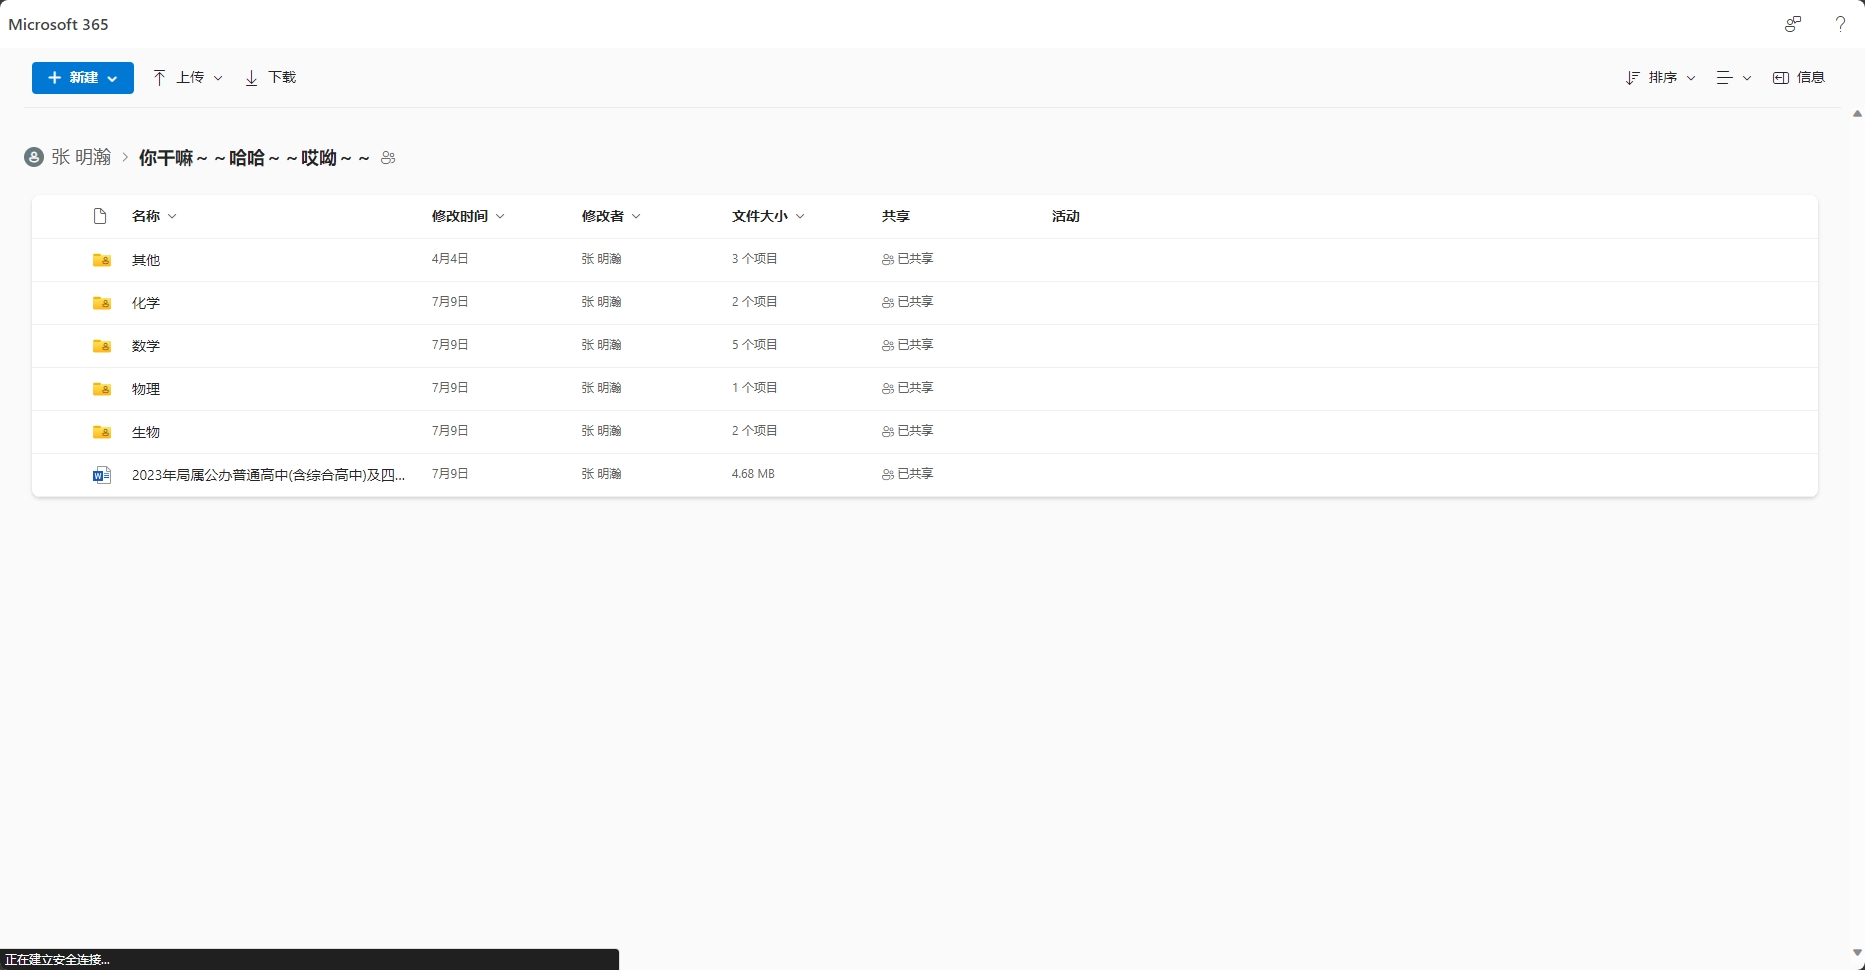 Microsoft 365
新建 上传 下载 排序 信息
张 明瀚 > 你干嘛～～哈哈～～哎呦～～
名称 修改时间 修改者 文件大小 共享 活动
其他 4月4日 张 明瀚 3 个项目 已共享
化学 7月9日 张 明瀚 2 个项目 已共享
数学 7月9日 张 明瀚 5 个项目 已共享
物理 7月9日 张 明瀚 1 个项目 已共享
生物 7月9日 张 明瀚 2 个项目 已共享
2023年局属公办普通高中(含综合高中)及四... 7月9日 张 明瀚 4.68 MB 已共享
正在建立安全连接...